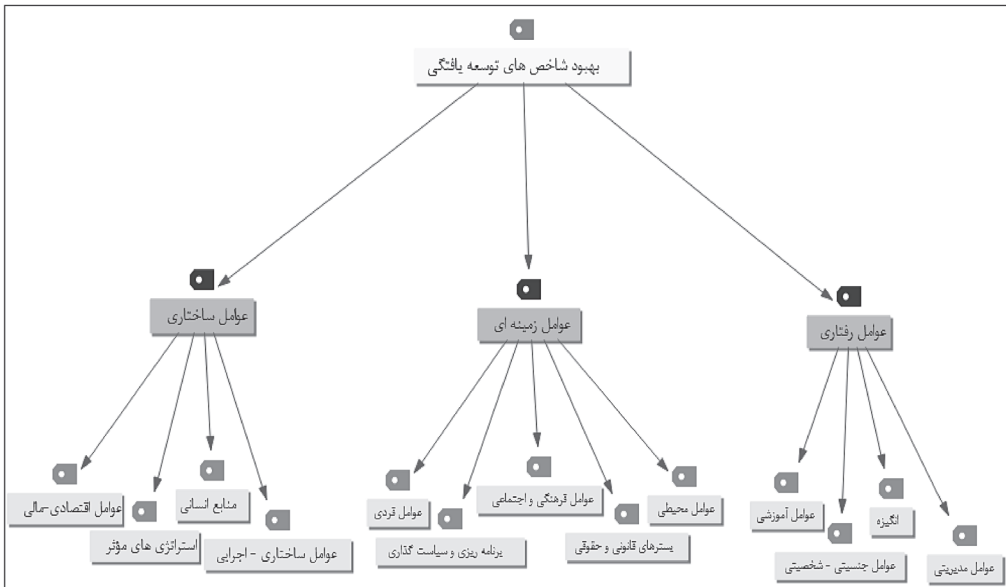 بهبود شاخص های توسعه یافتگی
عوامل رفتاری
عوامل زمینه ای
عوامل ساختاری
عوامل آموزشی
انگیزه
عوامل جنسیتی - شخصیتی
عوامل مدیریتی
عوامل فردی
عوامل فرهنگی و اجتماعی
عوامل محیطی
برنامه ریزی و سیاست گذاری
بسترهای قانونی و حقوقی
عوامل اقتصادی-مالی
منابع انسانی
استراتژی های مؤثر
عوامل ساختاری - اجرایی